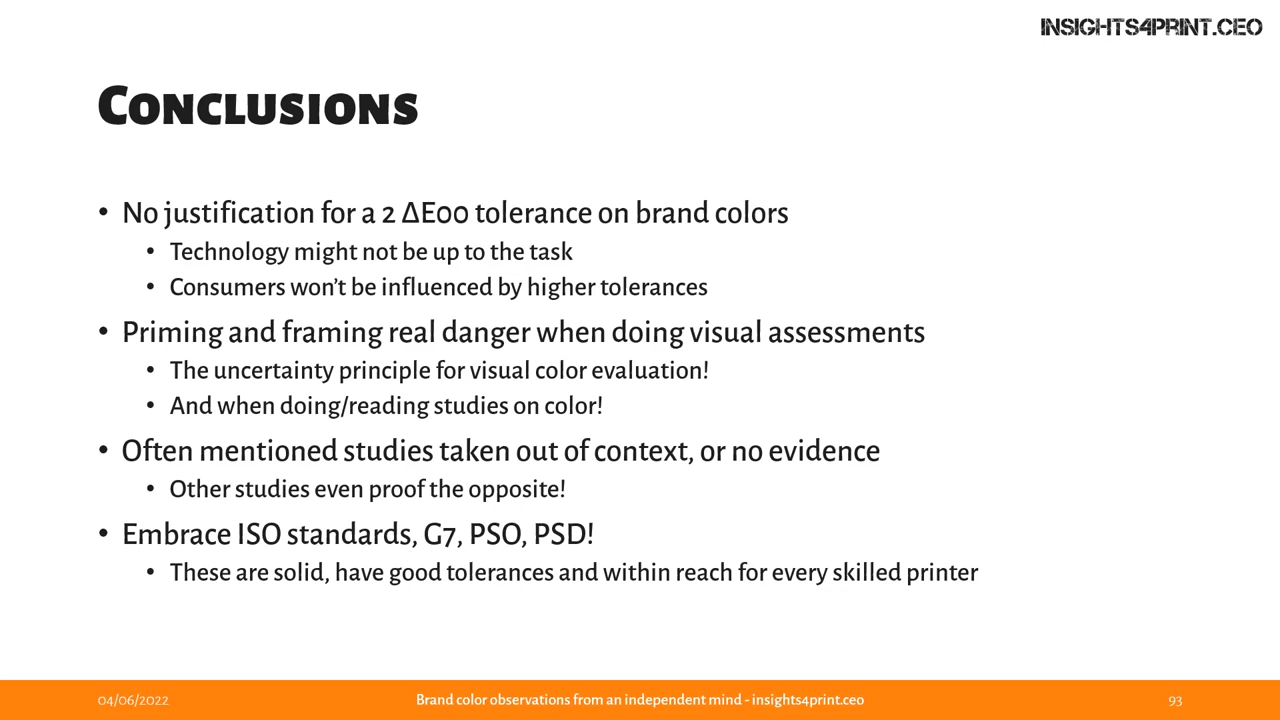 INSIGHTS4PRINT.CEO
Conclusions
• No justification for a 2 ΔE00 tolerance on brand colors
• Technology might not be up to the task
• Consumers won't be influenced by higher tolerances
• Priming and framing real danger when doing visual assessments
• The uncertainty principle for visual color evaluation!
• And when doing/reading studies on color!
• Often mentioned studies taken out of context, or no evidence
• Other studies even proof the opposite!
• Embrace ISO standards, G7, PSO, PSD!
• These are solid, have good tolerances and within reach for every skilled printer
04/06/2022
Brand color observations from an independent mind - insights4print.ceo
93